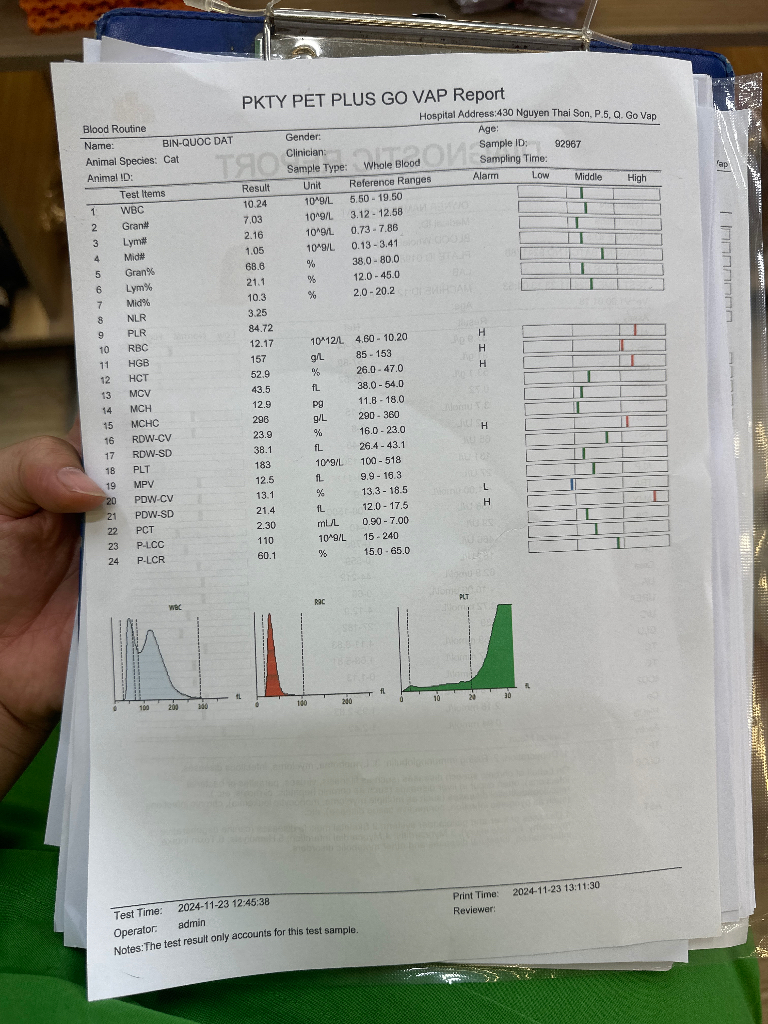 PKTY PET PLUS GO VAP Report
Hospital Address:430 Nguyen Thai Son, P.5, Q. Go Vap
Blood Routine
Name: BIN-QUOC DAT Gender: Age:
Animal Species: Cat Clinician: Sample ID: 92967
Animal ID: Sample Type: Whole Blood Sampling Time:
Test Items Result Unit Reference Ranges Alarm Low Middle High
1 WBC 10.24 10^9/L 5.50 - 19.50
2 Gran# 7.03 10^9/L 3.12 - 12.58
3 Lym# 2.16 10^9/L 0.73 - 7.86
4 Mid# 1.05 10^9/L 0.13 - 3.41
5 Gran% 68.6 % 38.0 - 80.0
6 Lym% 21.1 % 12.0 - 45.0
7 Mid% 10.3 % 2.0 - 20.2
8 NLR 3.25
9 PLR 84.72
10 RBC 12.17 10^12/L 4.60 - 10.20 H
11 HGB 157 g/L 85 - 153 H
12 HCT 52.9 % 26.0 - 47.0 H
13 MCV 43.5 fL 38.0 - 54.0
14 MCH 12.9 pg 11.8 - 18.0
15 MCHC 296 g/L 290 - 360
16 RDW-CV 23.9 % 16.0 - 23.0 H
17 RDW-SD 38.1 fL 26.4 - 43.1
18 PLT 183 10^9/L 100 - 518
19 MPV 12.5 fL 9.9 - 16.3
20 PDW-CV 13.1 % 13.3 - 18.5 L
21 PDW-SD 21.4 fL 12.0 - 17.5 H
22 PCT 2.30 mL/L 0.90 - 7.00
23 P-LCC 110 10^9/L 15 - 240
24 P-LCR 60.1 % 15.0 - 65.0
WBC RBC PLT
0 100 200 300 fL 0 100 200 fL 0 10 20 30 fL
Test Time: 2024-11-23 12:45:38 Print Time: 2024-11-23 13:11:30
Operator: admin Reviewer:
Notes:The test result only accounts for this test sample.